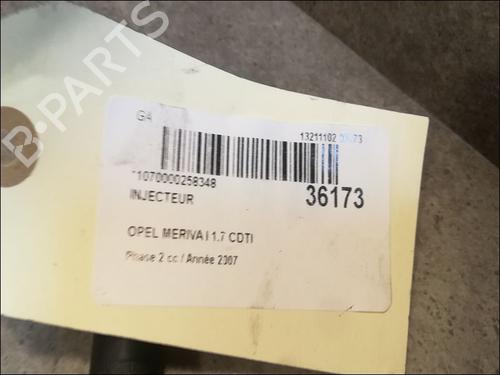 B-PARTS
G4
13211102 36173
*1070000258348
36173
INJECTEUR
OPEL MERIVA I 1.7 CDTI
Phase 2 cc / Année 2007